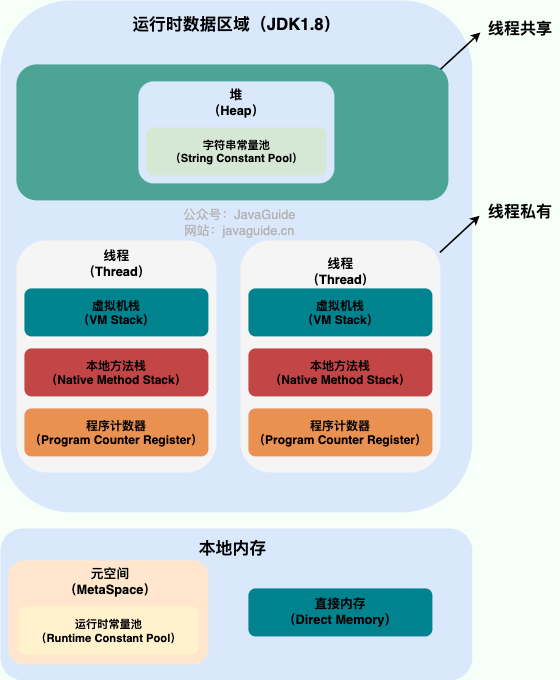 运行时数据区域（JDK1.8）
线程共享
堆
（Heap）
字符串常量池
（String Constant Pool）
公众号：JavaGuide
网站：javaguide.cn
线程私有
线程
（Thread）
虚拟机栈
（VM Stack）
本地方法栈
（Native Method Stack）
程序计数器
（Program Counter Register）
线程
（Thread）
虚拟机栈
（VM Stack）
本地方法栈
（Native Method Stack）
程序计数器
（Program Counter Register）
本地内存
元空间
（MetaSpace）
运行时常量池
（Runtime Constant Pool）
直接内存
（Direct Memory）